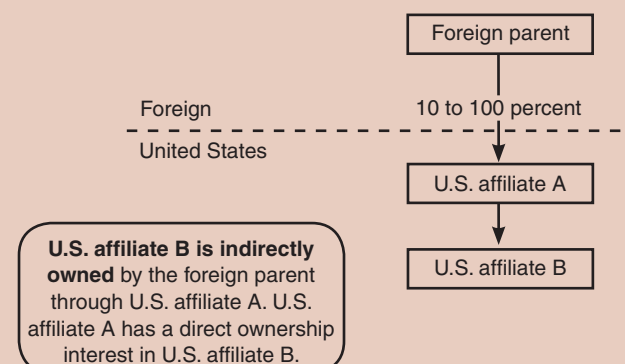 Foreign parent
Foreign
10 to 100 percent
United States
U.S. affiliate A
U.S. affiliate B is indirectly
owned by the foreign parent
through U.S. affiliate A. U.S.
affiliate A has a direct ownership
interest in U.S. affiliate B.
U.S. affiliate B